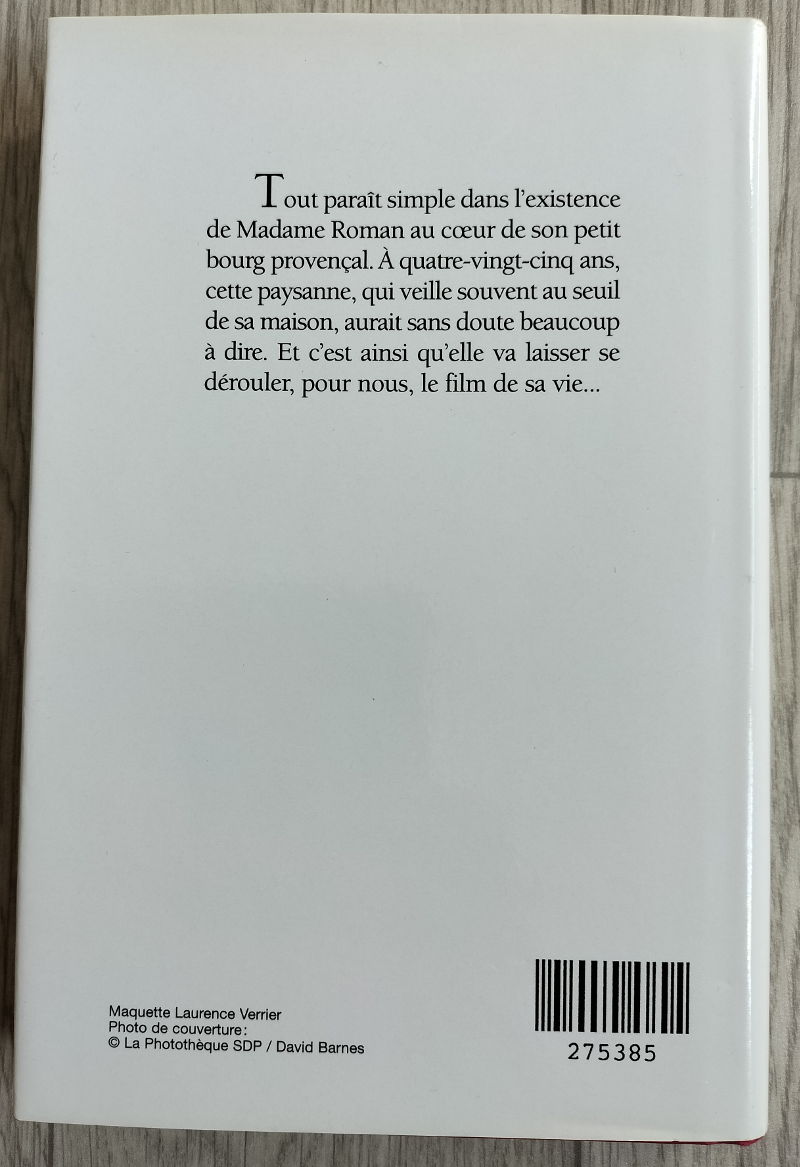 Tout paraît simple dans l'existence
de Madame Roman au cœur de son petit
bourg provençal. À quatre-vingt-cinq ans,
cette paysanne, qui veille souvent au seuil
de sa maison, aurait sans doute beaucoup
à dire. Et c'est ainsi qu'elle va laisser se
dérouler, pour nous, le film de sa vie...
Maquette Laurence Verrier
Photo de couverture :
© La Photothèque SDP / David Barnes
275385